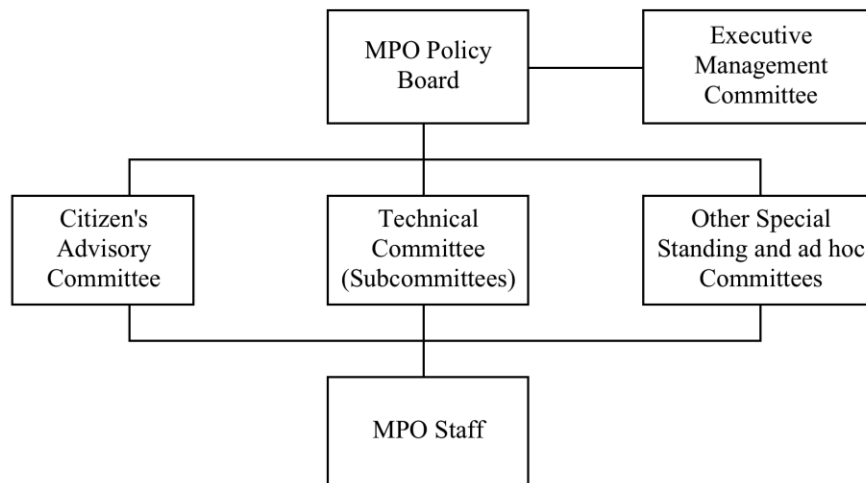 MPO Policy
Board
Executive
Management
Committee
Citizen's
Advisory
Committee
Technical
Committee
(Subcommittees)
Other Special
Standing and ad hoc
Committees
MPO Staff